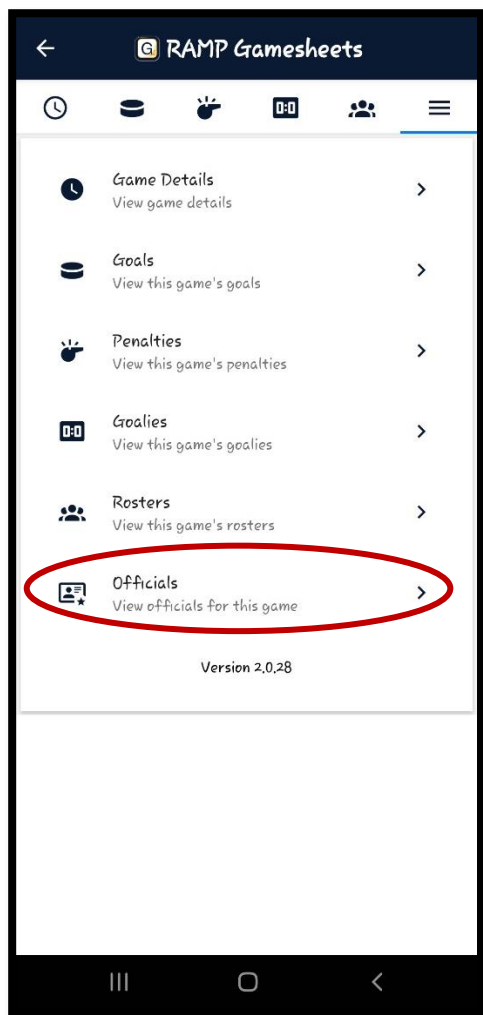 G RAMP Gamesheets
0:0
Game Details
View game details
Goals
View this game's goals
Penalties
View this game's penalties
0:0
Goalies
View this game's goalies
Rosters
View this game's rosters
Officials
View officials for this game
Version 2.0.28